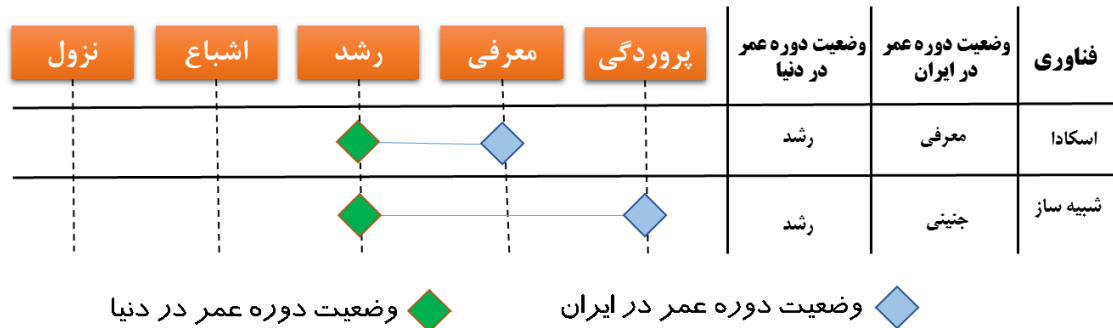 فناوری
وضعیت دوره عمر
در ایران
وضعیت دوره عمر
در دنیا
پروردگی
معرفی
رشد
اشباع
نزول
اسکادا
معرفی
رشد
شبیه ساز
جنینی
رشد
وضعیت دوره عمر در ایران
وضعیت دوره عمر در دنیا